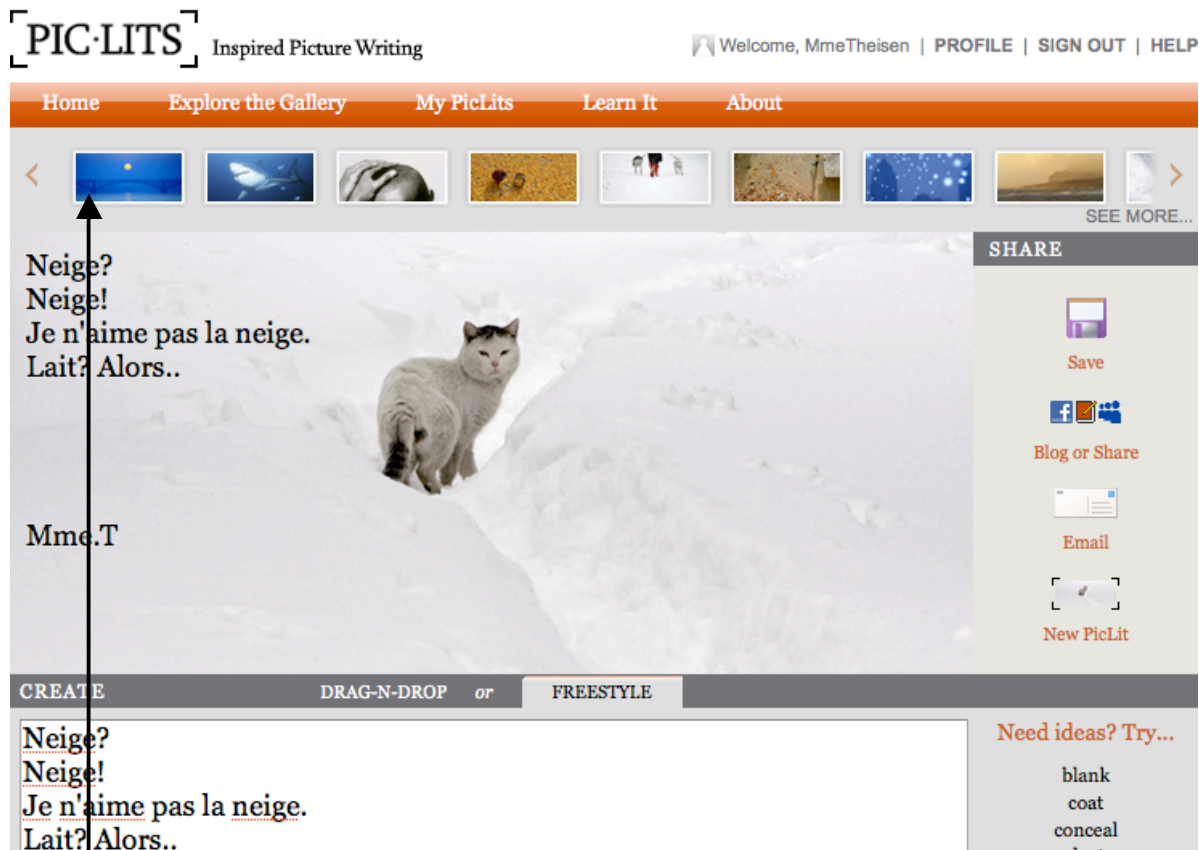 PIC·LITS Inspired Picture Writing
Welcome, MmeTheisen | PROFILE | SIGN OUT | HELP
Home Explore the Gallery My PicLits Learn It About
SEE MORE...
Neige?
Neige!
Je n'aime pas la neige.
Lait? Alors..
Mme.T
SHARE
Save
Blog or Share
Email
New PicLit
CREATE DRAG-N-DROP or FREESTYLE
Neige?
Neige!
Je n'aime pas la neige.
Lait? Alors..
Need ideas? Try...
blank
coat
conceal